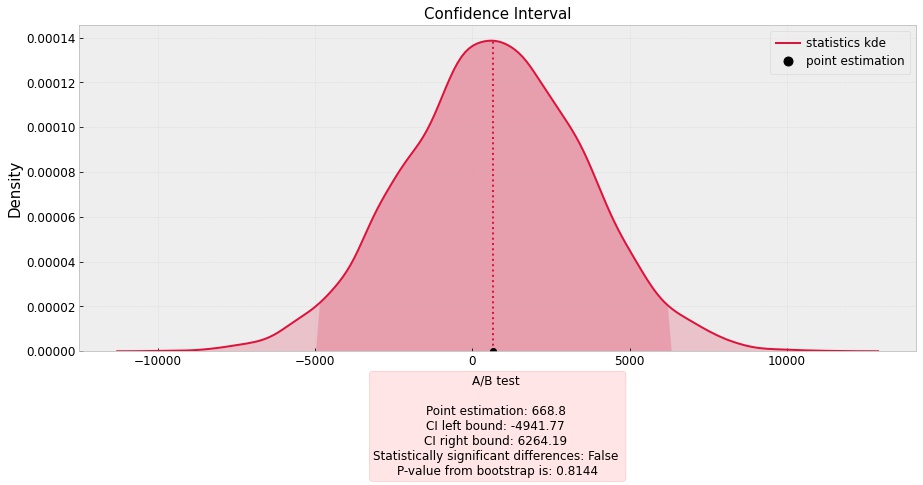 Confidence Interval
statistics kde
point estimation
Density
0.00014
0.00012
0.00010
0.00008
0.00006
0.00004
0.00002
0.00000
−10000
−5000
0
5000
10000
A/B test
Point estimation: 668.8
CI left bound: -4941.77
CI right bound: 6264.19
Statistically significant differences: False
P-value from bootstrap is: 0.8144